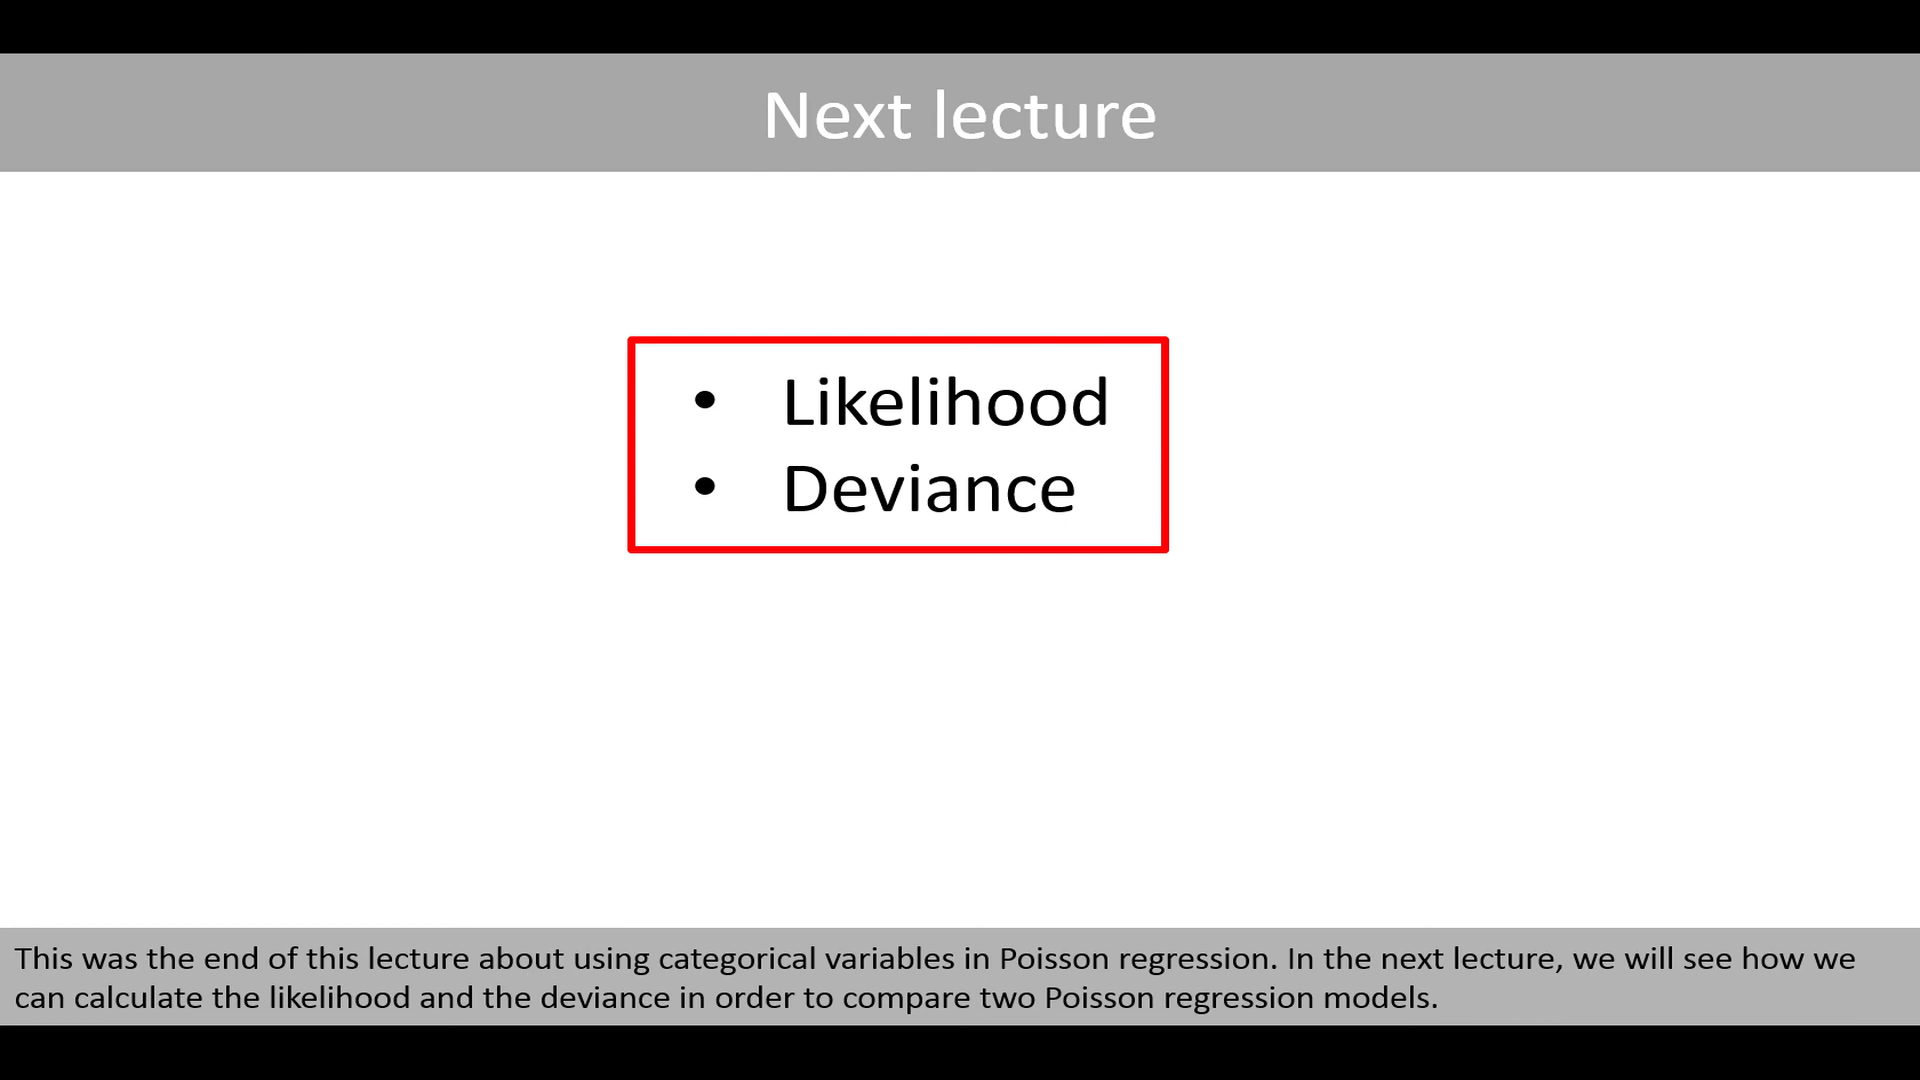 Next lecture
• Likelihood
• Deviance
This was the end of this lecture about using categorical variables in Poisson regression. In the next lecture, we will see how we
can calculate the likelihood and the deviance in order to compare two Poisson regression models.